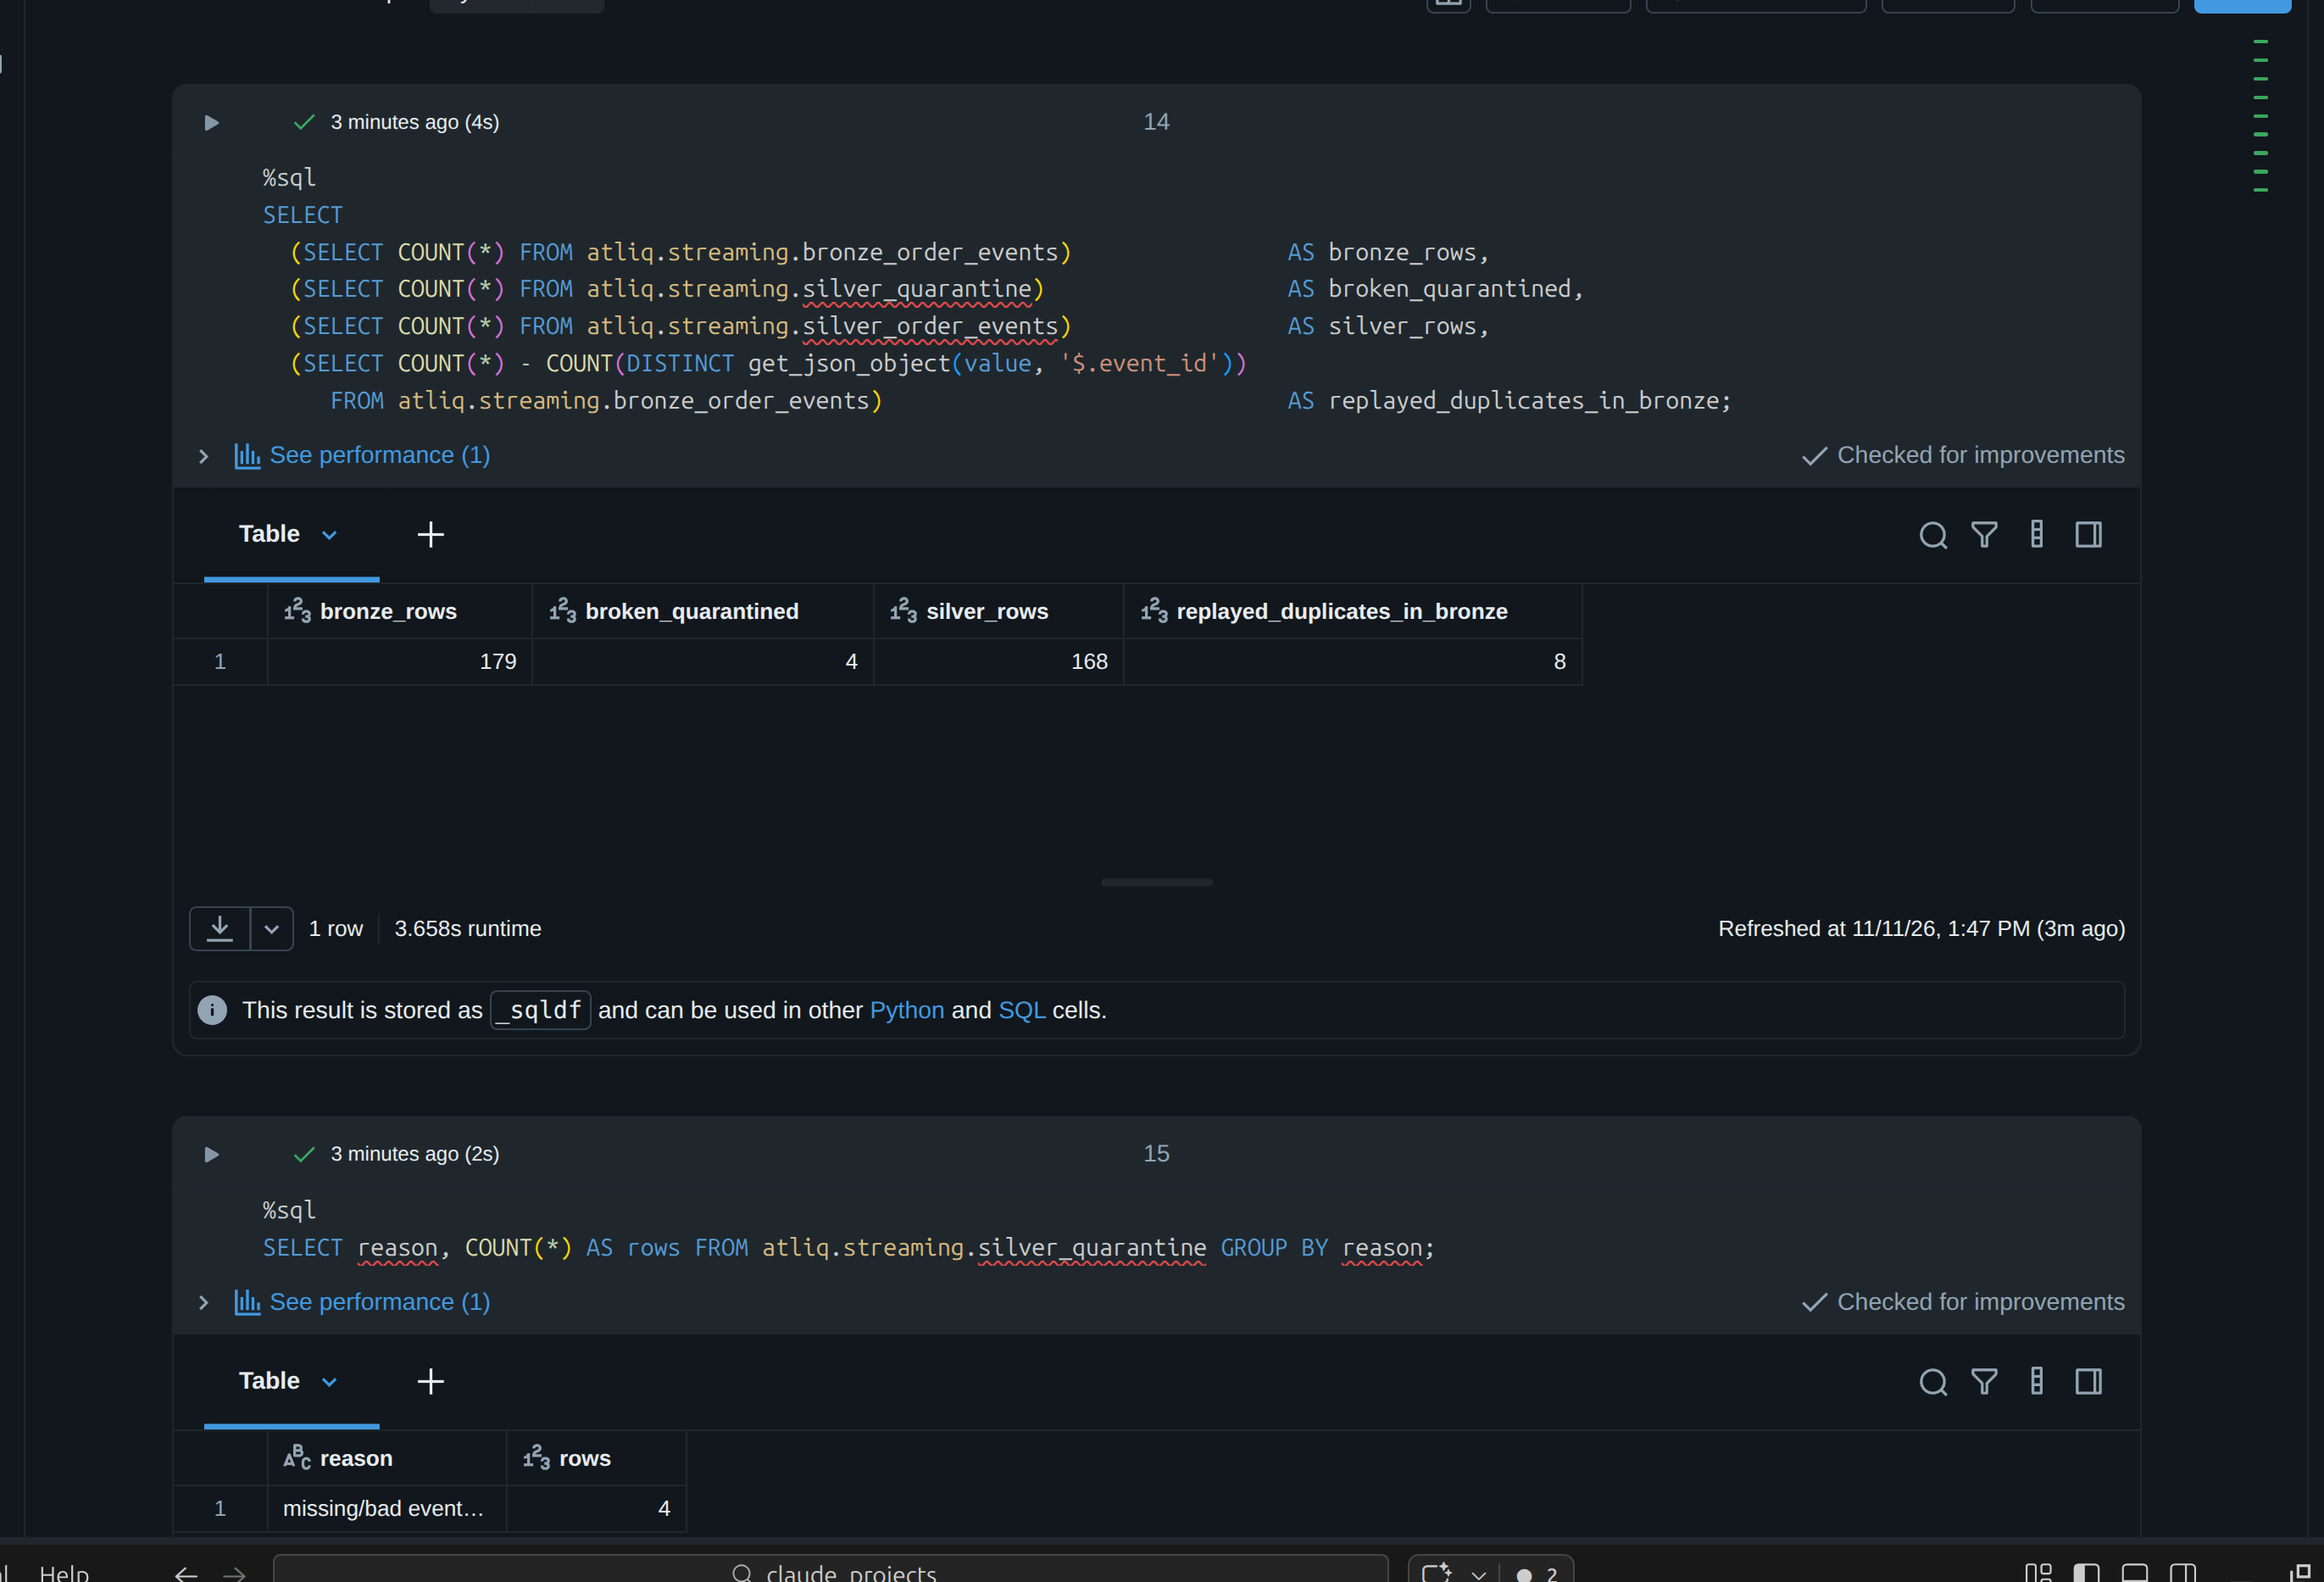 3 minutes ago (4s)
14
%sql
SELECT
(SELECT COUNT(*) FROM atliq.streaming.bronze_order_events) AS bronze_rows,
(SELECT COUNT(*) FROM atliq.streaming.silver_quarantine) AS broken_quarantined,
(SELECT COUNT(*) FROM atliq.streaming.silver_order_events) AS silver_rows,
(SELECT COUNT(*) - COUNT(DISTINCT get_json_object(value, '$.event_id'))
FROM atliq.streaming.bronze_order_events) AS replayed_duplicates_in_bronze;
See performance (1) Checked for improvements
Table
bronze_rows broken_quarantined silver_rows replayed_duplicates_in_bronze
1 179 4 168 8
1 row 3.658s runtime Refreshed at 11/11/26, 1:47 PM (3m ago)
This result is stored as _sqldf and can be used in other Python and SQL cells.
3 minutes ago (2s)
15
%sql
SELECT reason, COUNT(*) AS rows FROM atliq.streaming.silver_quarantine GROUP BY reason;
See performance (1) Checked for improvements
Table
reason rows
1 missing/bad event… 4
Help claude_projects 2